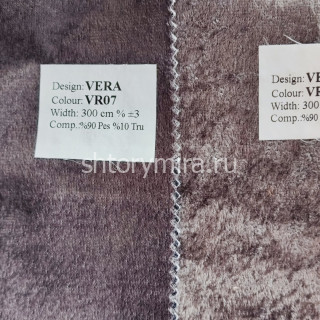 Design: VERA
Colour: VR07
Width: 300 cm % ±3
Comp.:%90 Pes %10 Tru
Design: VE
Colour: VR
Width: 300
Comp.:%90
shtorymira.ru